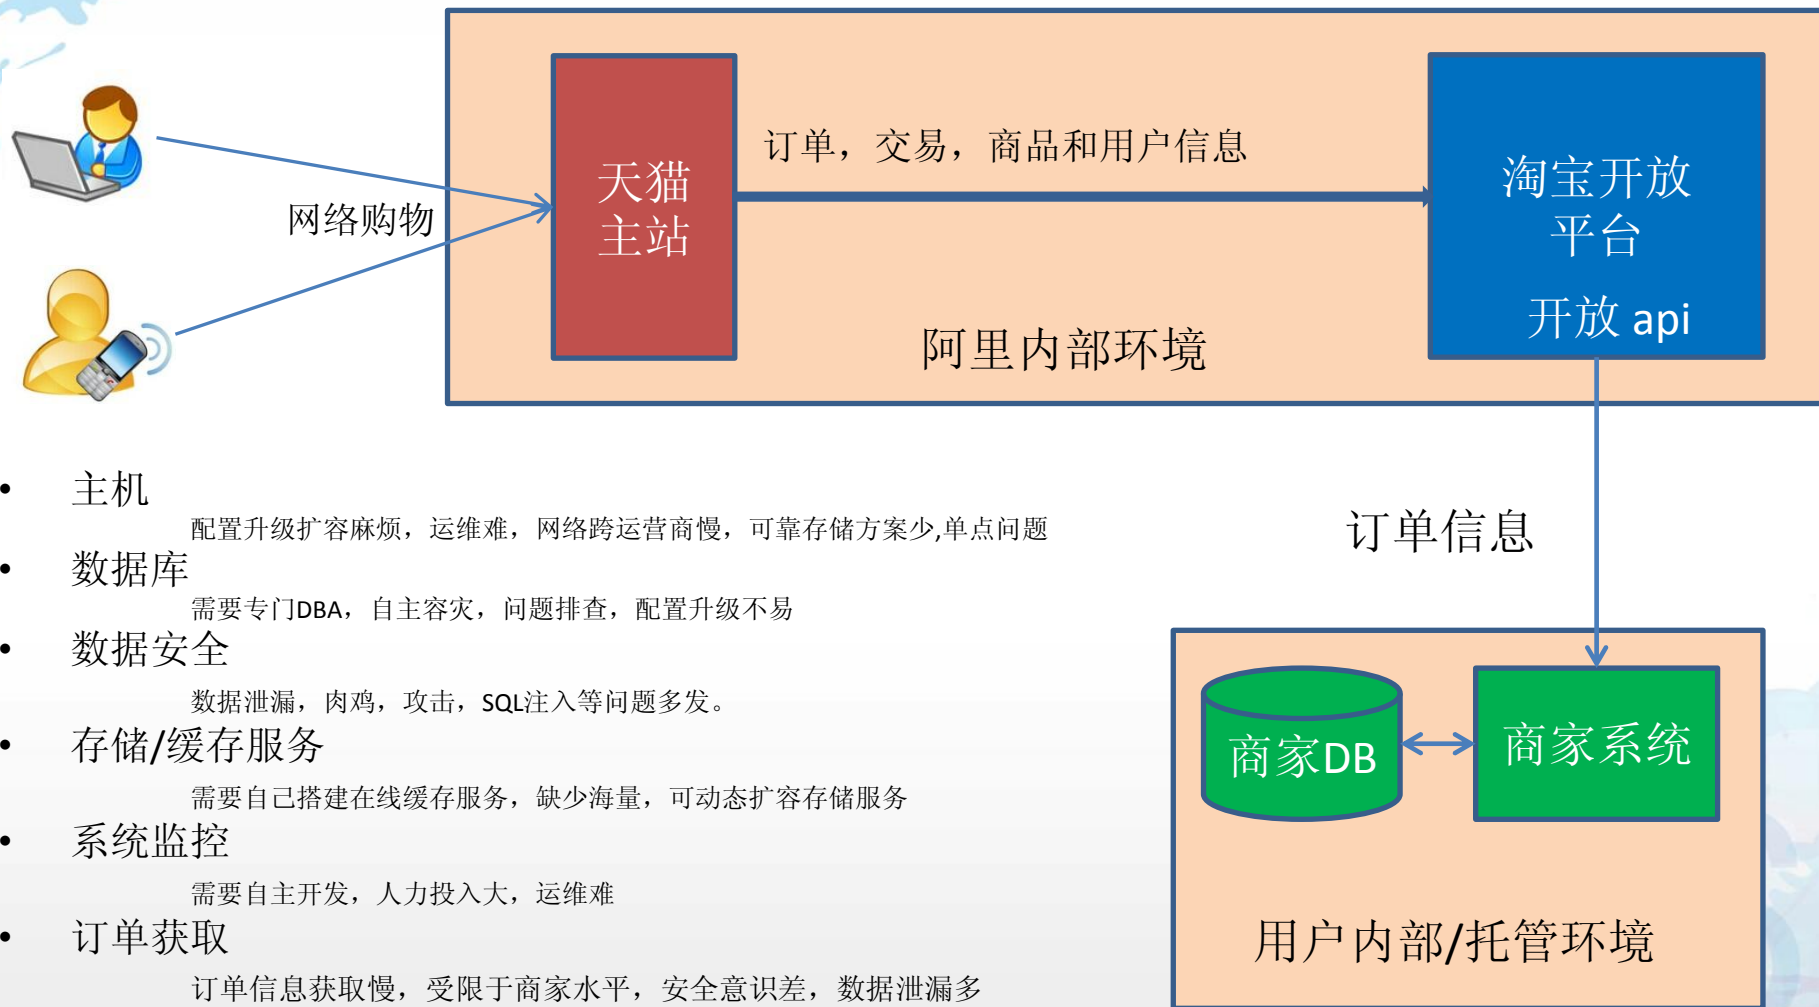 网络购物
天猫
主站
订单，交易，商品和用户信息
淘宝开放
平台
开放 api
阿里内部环境
• 主机
配置升级扩容麻烦，运维难，网络跨运营商慢，可靠存储方案少,单点问题
• 数据库
需要专门DBA，自主容灾，问题排查，配置升级不易
• 数据安全
数据泄漏，肉鸡，攻击，SQL注入等问题多发。
• 存储/缓存服务
需要自己搭建在线缓存服务，缺少海量，可动态扩容存储服务
• 系统监控
需要自主开发，人力投入大，运维难
• 订单获取
订单信息获取慢，受限于商家水平，安全意识差，数据泄漏多
订单信息
商家DB
商家系统
用户内部/托管环境